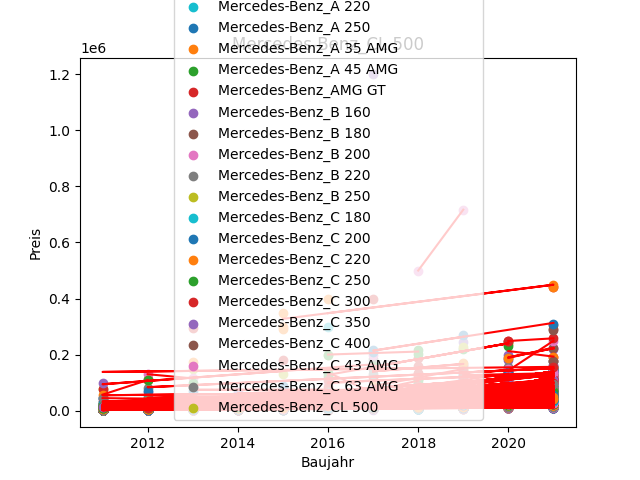 Mercedes-Benz_A 220
Mercedes-Benz_A 250
Mercedes-Benz_CL 500
Mercedes-Benz_A 35 AMG
1e6
Mercedes-Benz_A 45 AMG
1.2
Mercedes-Benz_AMG GT
Mercedes-Benz_B 160
1.0
Mercedes-Benz_B 180
Mercedes-Benz_B 200
0.8
Mercedes-Benz_B 220
Mercedes-Benz_B 250
Mercedes-Benz_C 180
0.6
Mercedes-Benz_C 200
Preis
Mercedes-Benz_C 220
Mercedes-Benz_C 250
0.4
Mercedes-Benz_C 300
Mercedes-Benz_C 350
Mercedes-Benz_C 400
0.2
Mercedes-Benz_C 43 AMG
Mercedes-Benz_C 63 AMG
0.0
Mercedes-Benz_CL 500
2012 2014 2016 2018 2020
Baujahr